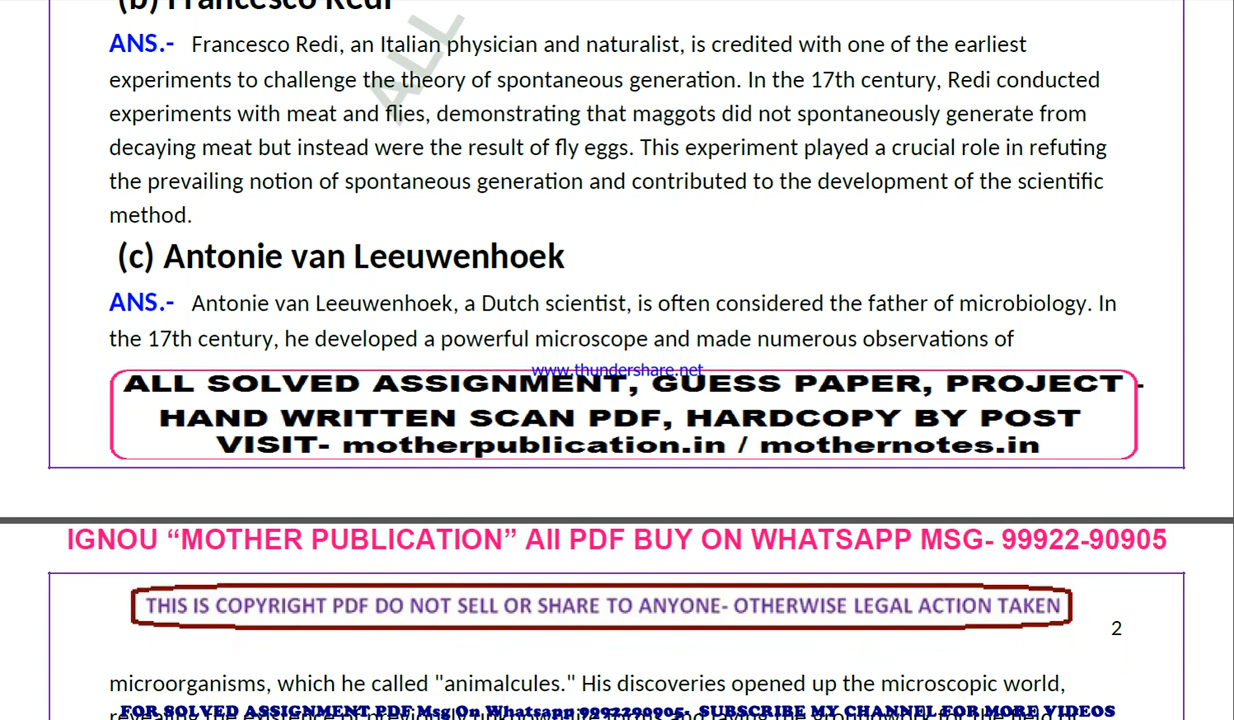 (b) Francesco Redi
ANS.- Francesco Redi, an Italian physician and naturalist, is credited with one of the earliest
experiments to challenge the theory of spontaneous generation. In the 17th century, Redi conducted
experiments with meat and flies, demonstrating that maggots did not spontaneously generate from
decaying meat but instead were the result of fly eggs. This experiment played a crucial role in refuting
the prevailing notion of spontaneous generation and contributed to the development of the scientific
method.
ALL
(c) Antonie van Leeuwenhoek
ANS.- Antonie van Leeuwenhoek, a Dutch scientist, is often considered the father of microbiology. In
the 17th century, he developed a powerful microscope and made numerous observations of
www.thundershare.net
ALL SOLVED ASSIGNMENT, GUESS PAPER, PROJECT -
HAND WRITTEN SCAN PDF, HARDCOPY BY POST
VISIT- motherpublication.in / mothernotes.in
IGNOU “MOTHER PUBLICATION” All PDF BUY ON WHATSAPP MSG- 99922-90905
THIS IS COPYRIGHT PDF DO NOT SELL OR SHARE TO ANYONE- OTHERWISE LEGAL ACTION TAKEN
2
microorganisms, which he called "animalcules." His discoveries opened up the microscopic world,
FOR SOLVED ASSIGNMENT PDF Msg On Whatsapp 9992290905- SUBSCRIBE MY CHANNEL FOR MORE VIDEOS